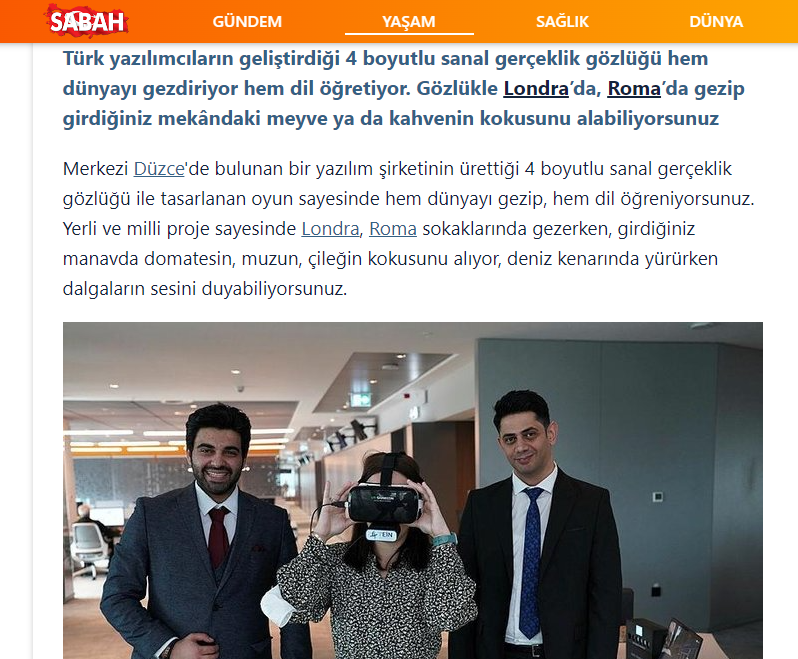 SABAH GÜNDEM YAŞAM SAĞLIK DÜNYA
Türk yazılımcıların geliştirdiği 4 boyutlu sanal gerçeklik gözlüğü hem
dünyayı gezdiriyor hem dil öğretiyor. Gözlükle Londra’da, Roma’da gezip
girdiğiniz mekândaki meyve ya da kahvenin kokusunu alabiliyorsunuz
Merkezi Düzce'de bulunan bir yazılım şirketinin ürettiği 4 boyutlu sanal gerçeklik
gözlüğü ile tasarlanan oyun sayesinde hem dünyayı gezip, hem dil öğreniyorsunuz.
Yerli ve milli proje sayesinde Londra, Roma sokaklarında gezerken, girdiğiniz
manavda domatesin, muzun, çileğin kokusunu alıyor, deniz kenarında yürürken
dalgaların sesini duyabiliyorsunuz.